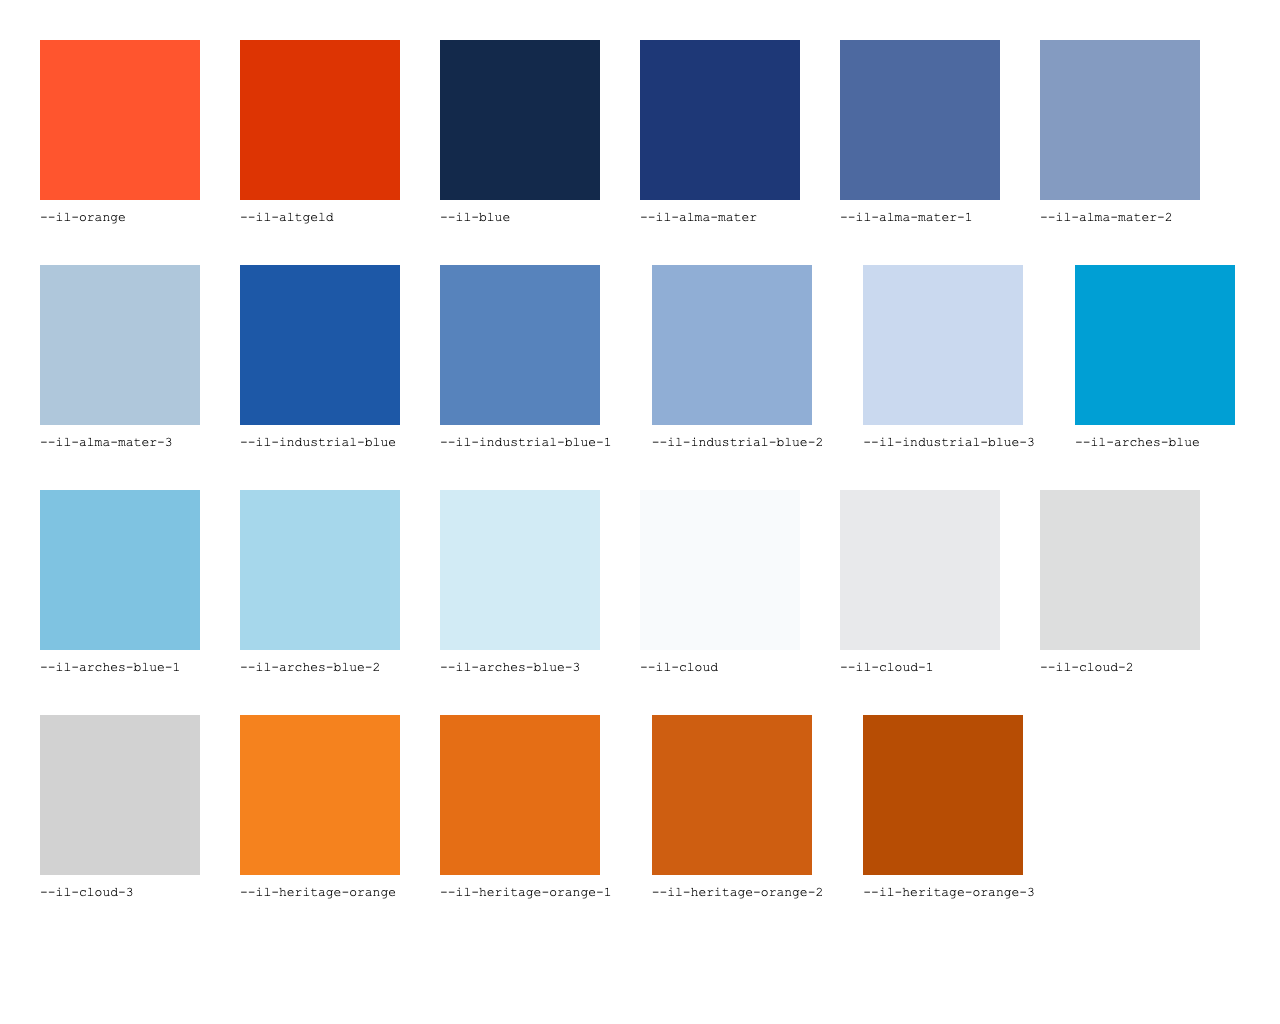 --il-orange
--il-altgeld
--il-blue
--il-alma-mater
--il-alma-mater-1
--il-alma-mater-2
--il-alma-mater-3
--il-industrial-blue
--il-industrial-blue-1
--il-industrial-blue-2
--il-industrial-blue-3
--il-arches-blue
--il-arches-blue-1
--il-arches-blue-2
--il-arches-blue-3
--il-cloud
--il-cloud-1
--il-cloud-2
--il-cloud-3
--il-heritage-orange
--il-heritage-orange-1
--il-heritage-orange-2
--il-heritage-orange-3